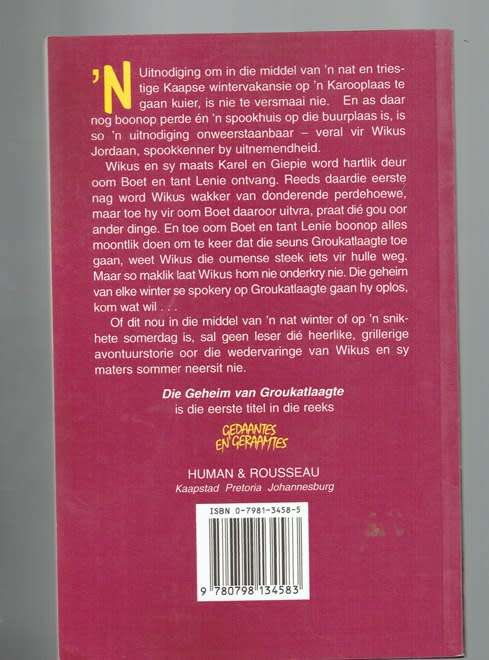 'N Uitnodiging om in die middel van 'n nat en tries-
tige Kaapse wintervakansie op 'n Karooplaas te
gaan kuier, is nie te versmaai nie. En as daar
nog boonop perde én 'n spookhuis op die buurplaas is, is
so 'n uitnodiging onweerstaanbaar – veral vir Wikus
Jordaan, spookkenner by uitnemendheid.
Wikus en sy maats Karel en Giepie word hartlik deur
oom Boet en tant Lenie ontvang. Reeds daardie eerste
nag word Wikus wakker van donderende perdehoewe,
maar toe hy vir oom Boet daaroor uitvra, praat dié gou oor
ander dinge. En toe oom Boet en tant Lenie boonop alles
moontlik doen om te keer dat die seuns Groukatlaagte toe
gaan, weet Wikus die oumense steek iets vir hulle weg.
Maar so maklik laat Wikus hom nie onderkry nie. Die geheim
van elke winter se spokery op Groukatlaagte gaan hy oplos,
kom wat wil . . .
Of dit nou in die middel van 'n nat winter of op 'n snik-
hete somerdag is, sal geen leser dié heerlike, grillerige
avontuurstorie oor die wedervaringe van Wikus en sy
maters sommer neersit nie.
Die Geheim van Groukatlaagte
is die eerste titel in die reeks
GEDAANTES
EN GERAAMTES
HUMAN & ROUSSEAU
Kaapstad Pretoria Johannesburg
ISBN 0-7981-3458-5
9 780798 134583